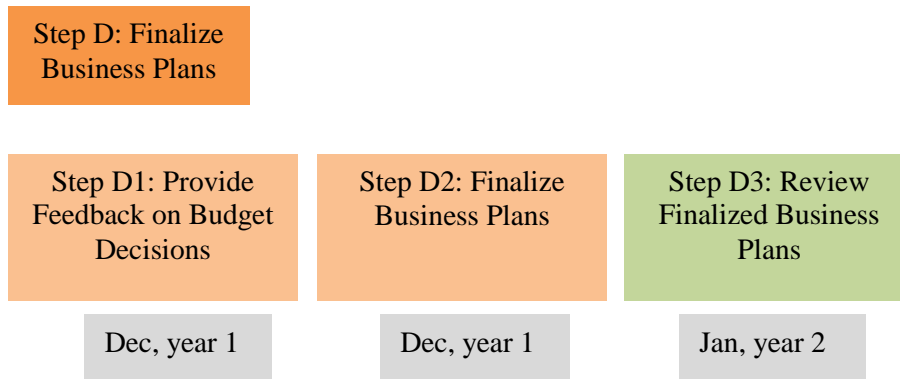 Step D: Finalize
Business Plans
Step D1: Provide
Feedback on Budget
Decisions
Step D2: Finalize
Business Plans
Step D3: Review
Finalized Business
Plans
Dec, year 1
Dec, year 1
Jan, year 2